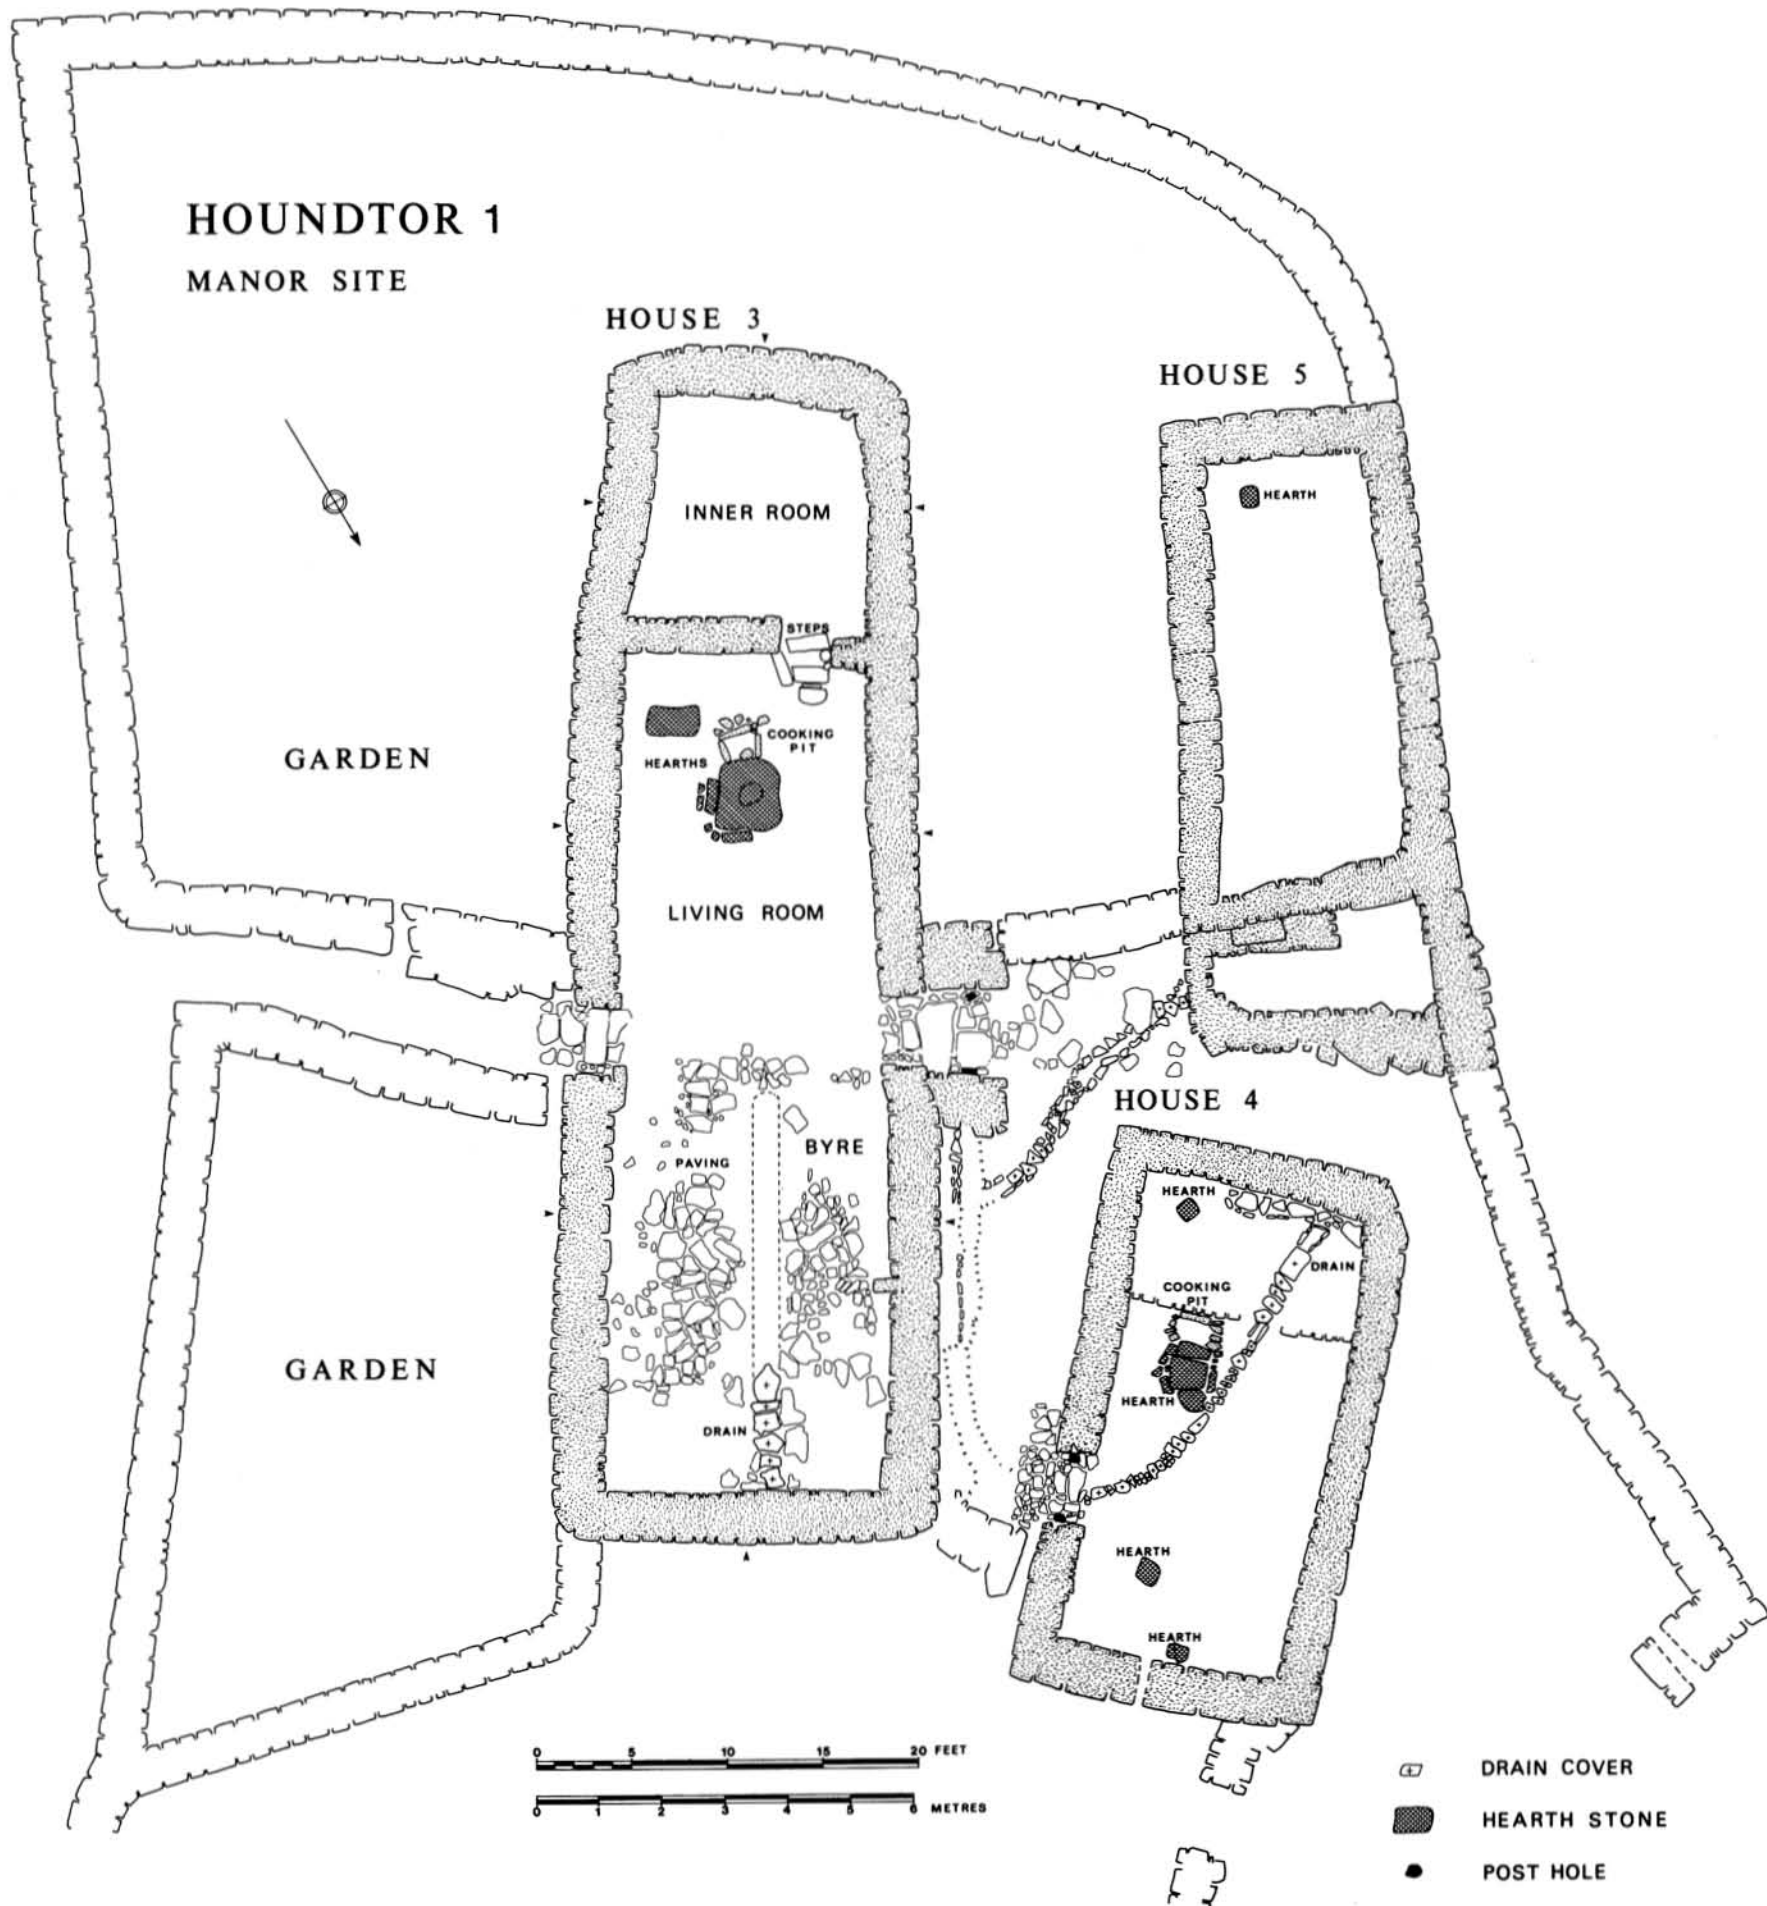 HOUNDTOR 1
MANOR SITE
HOUSE 3
HOUSE 5
HEARTH
INNER ROOM
STEPS
COOKING
PIT
HEARTHS
GARDEN
LIVING ROOM
HOUSE 4
BYRE
PAVING
HEARTH
DRAIN
COOKING
PIT
HEARTH
GARDEN
DRAIN
HEARTH
HEARTH
0 5 10 15 20 FEET
0 1 2 3 4 5 6 METRES
DRAIN COVER
HEARTH STONE
POST HOLE